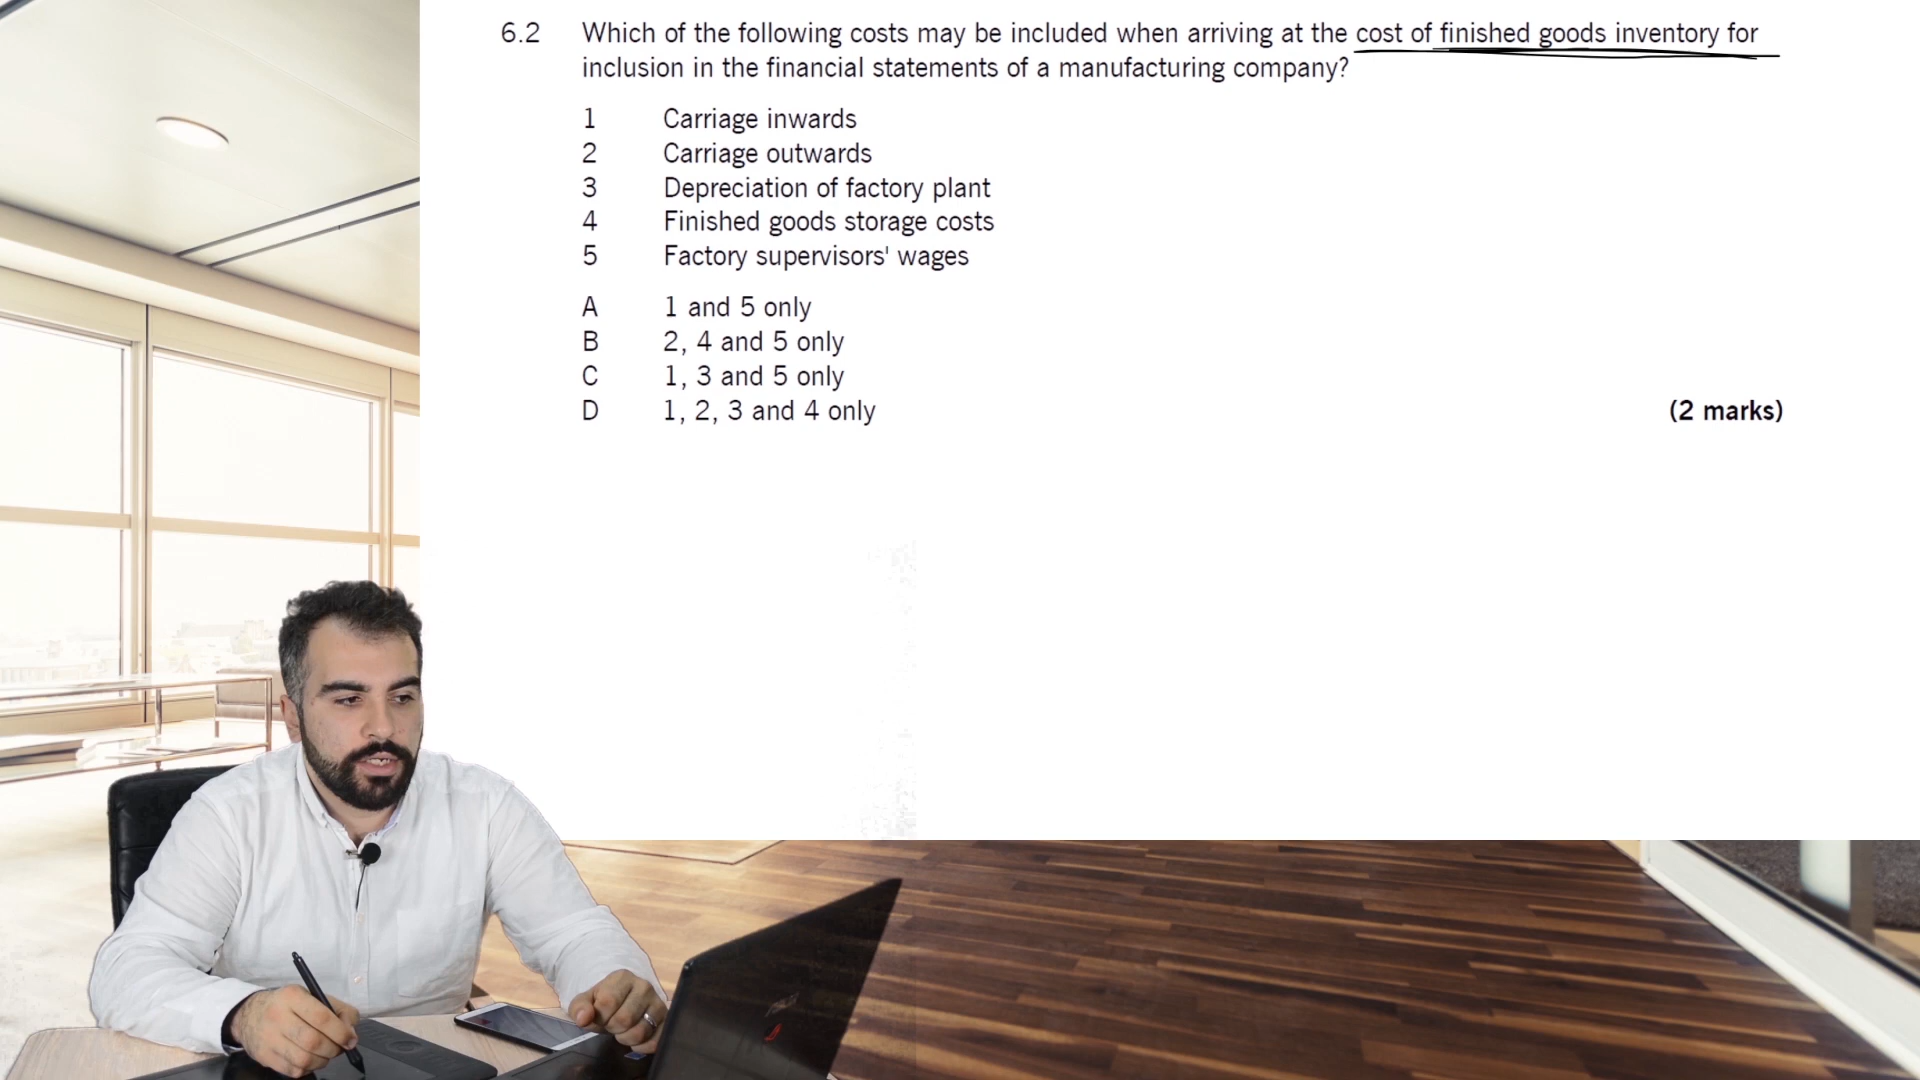 6.2 Which of the following costs may be included when arriving at the cost of finished goods inventory for
inclusion in the financial statements of a manufacturing company?
1 Carriage inwards
2 Carriage outwards
3 Depreciation of factory plant
4 Finished goods storage costs
5 Factory supervisors' wages
A 1 and 5 only
B 2, 4 and 5 only
C 1, 3 and 5 only
D 1, 2, 3 and 4 only (2 marks)